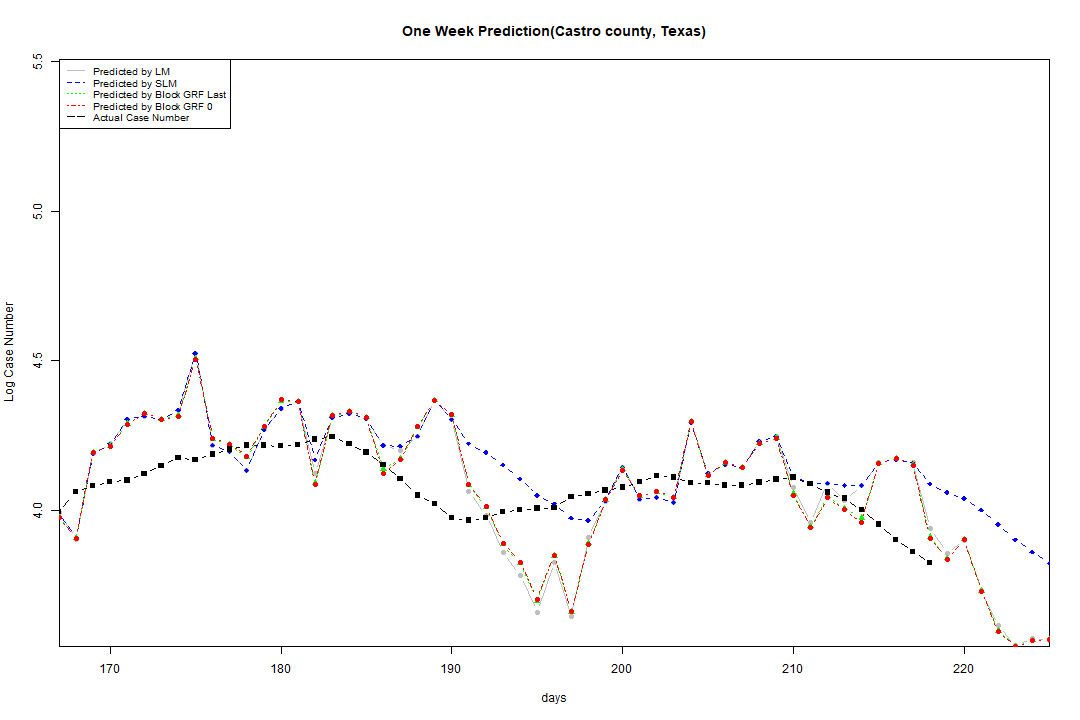 One Week Prediction(Castro county, Texas)
Predicted by LM
Predicted by SLM
Predicted by Block GRF Last
Predicted by Block GRF 0
Actual Case Number
5.5
5.0
4.5
4.0
Log Case Number
170 180 190 200 210 220
days